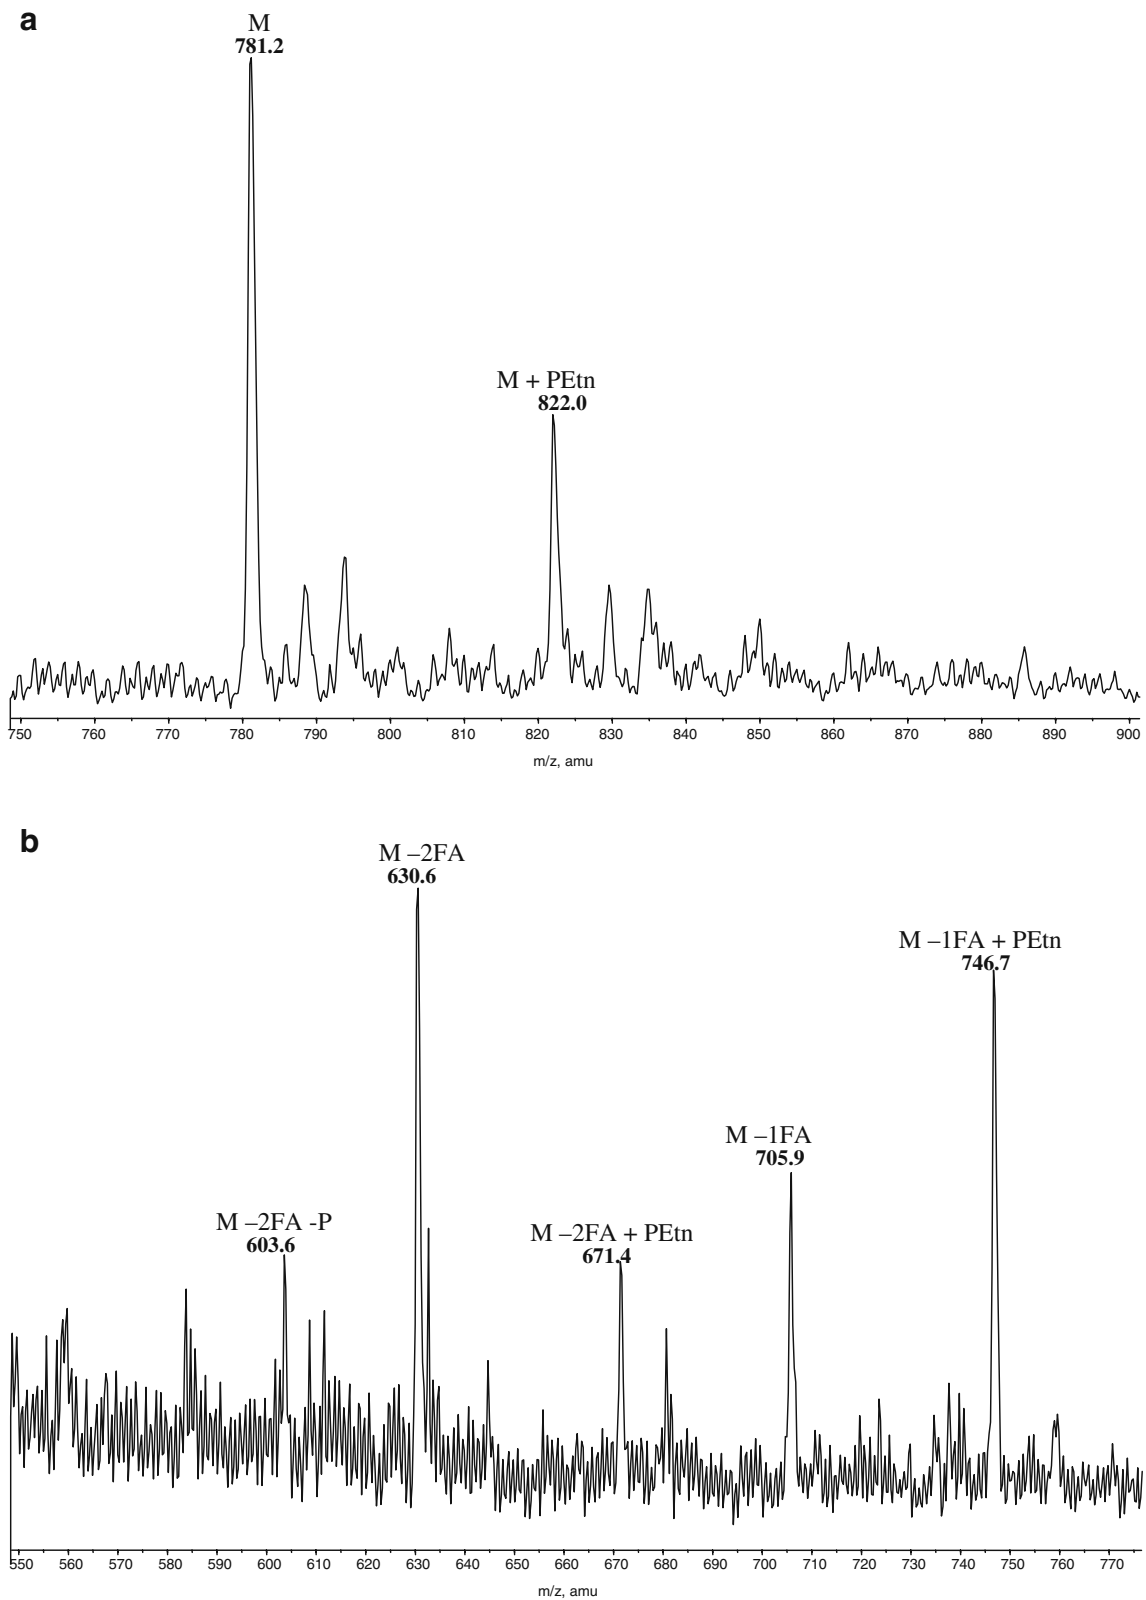 a
M
781.2
M + PEtn
822.0
750 760 770 780 790 800 810 820 830 840 850 860 870 880 890 900
m/z, amu
b
M –2FA
630.6
M –1FA + PEtn
746.7
M –1FA
705.9
M –2FA -P
603.6
M –2FA + PEtn
671.4
550 560 570 580 590 600 610 620 630 640 650 660 670 680 690 700 710 720 730 740 750 760 770
m/z, amu